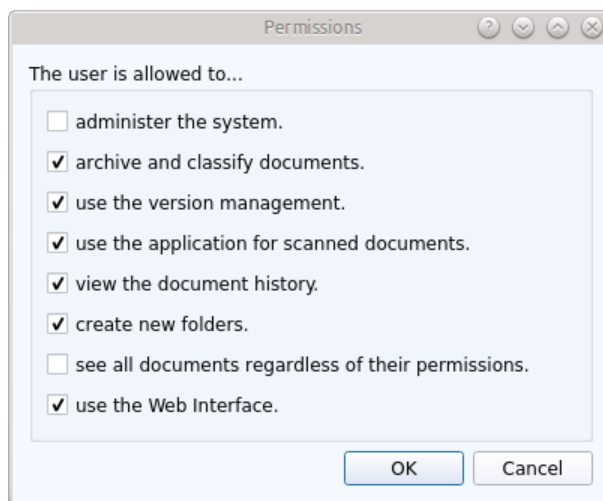 Permissions
The user is allowed to...
administer the system.
archive and classify documents.
use the version management.
use the application for scanned documents.
view the document history.
create new folders.
see all documents regardless of their permissions.
use the Web Interface.
OK Cancel